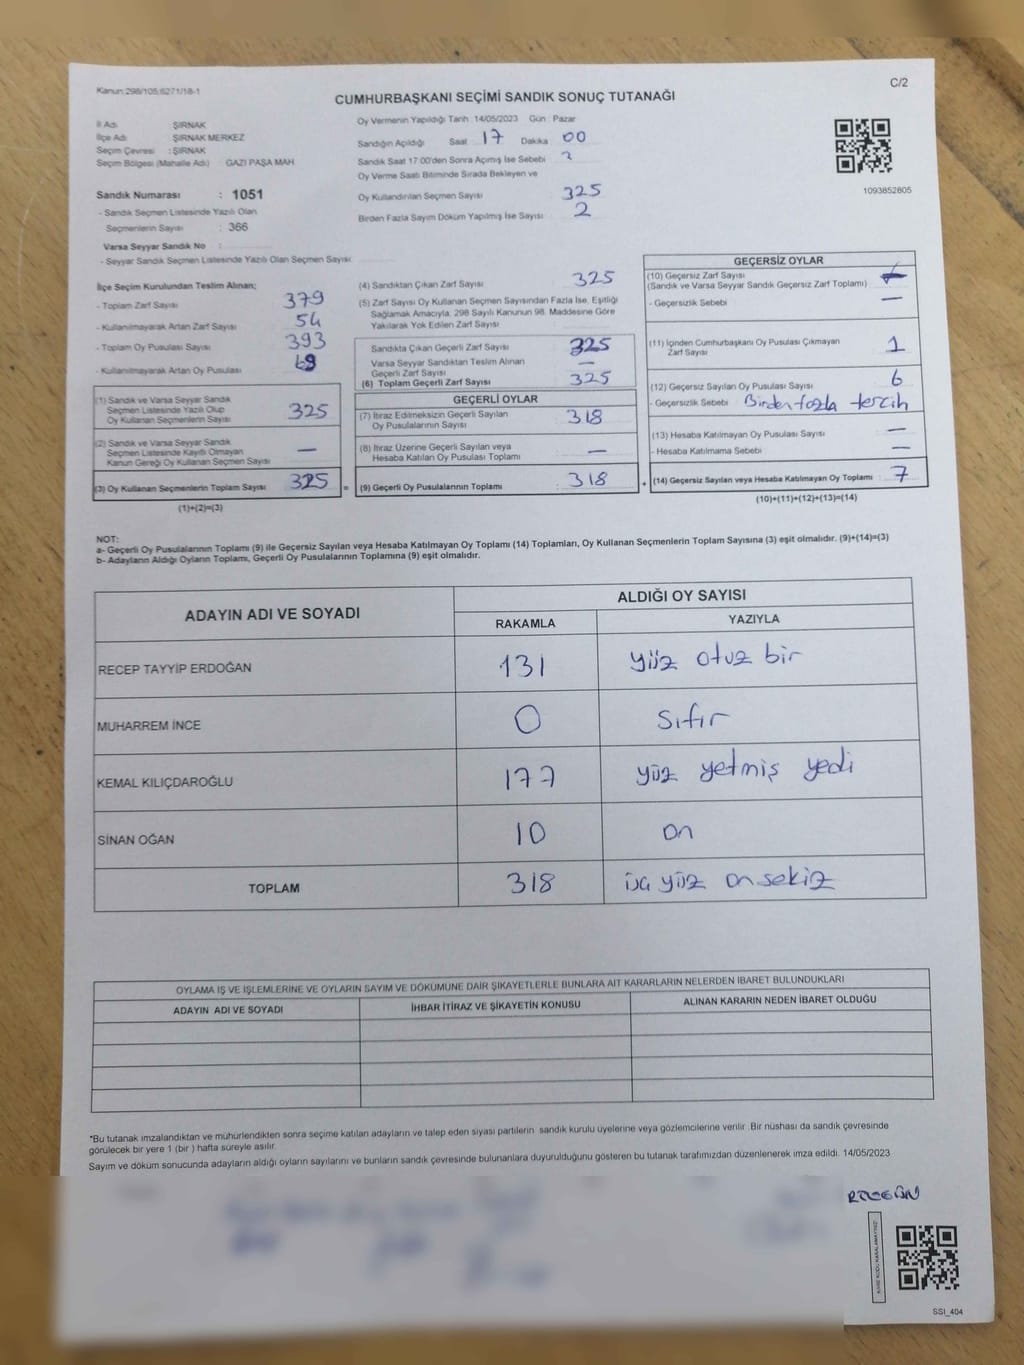 Kanun:298/105;6271/18-1
C/2
CUMHURBAŞKANI SEÇİMİ SANDIK SONUÇ TUTANAĞI
İl Adı ŞIRNAK
İlçe Adı ŞIRNAK MERKEZ
Seçim Çevresi : ŞIRNAK
Seçim Bölgesi (Mahalle Adı) GAZİ PAŞA MAH
Sandık Numarası : 1051
- Sandık Seçmen Listesinde Yazılı Olan
Seçmenlerin Sayısı : 366
Varsa Seyyar Sandık No :
- Seyyar Sandık Seçmen Listesinde Yazılı Olan Seçmen Sayısı:
Oy Vermenin Yapıldığı Tarih :14/05/2023 Gün : Pazar
Sandığın Açıldığı Saat 17 Dakika 00
Sandık Saat 17:00'den Sonra Açımış İse Sebebi
Oy Verme Saati Bitiminde Sırada Bekleyen ve
Oy Kullandırılan Seçmen Sayısı 325
Birden Fazla Sayım Döküm Yapılmış İse Sayısı 2
1093852805
İlçe Seçim Kurulundan Teslim Alınan;
- Toplam Zarf Sayısı 379
- Kullanılmayarak Artan Zarf Sayısı 54
- Toplam Oy Pusulası Sayısı 393
- Kullanılmayarak Artan Oy Pusulası
(1) Sandık ve Varsa Seyyar Sandık
Seçmen Listesinde Yazılı Olup
Oy Kullanan Seçmenlerin Sayısı 325
(2) Sandık ve Varsa Seyyar Sandık
Seçmen Listesinde Kayıtlı Olmayan
Kanun Gereği Oy Kullanan Seçmen Sayısı —
(3) Oy Kullanan Seçmenlerin Toplam Sayısı 325
(1)+(2)=(3)
(4) Sandıktan Çıkan Zarf Sayısı 325
(5) Zarf Sayısı Oy Kullanan Seçmen Sayısından Fazla İse, Eşitliği
Sağlamak Amacıyla, 298 Sayılı Kanunun 98. Maddesine Göre
Yakılarak Yok Edilen Zarf Sayısı
Sandıkta Çıkan Geçerli Zarf Sayısı 325
Varsa Seyyar Sandıktan Teslim Alınan
Geçerli Zarf Sayısı —
(6) Toplam Geçerli Zarf Sayısı 325
GEÇERLİ OYLAR
(7) İtiraz Edilmeksizin Geçerli Sayılan
Oy Pusulalarının Sayısı 318
(8) İtiraz Üzerine Geçerli Sayılan veya
Hesaba Katılan Oy Pusulası Toplamı —
= (9) Geçerli Oy Pusulalarının Toplamı : 318
GEÇERSİZ OYLAR
(10) Geçersiz Zarf Sayısı
(Sandık ve Varsa Seyyar Sandık Geçersiz Zarf Toplamı)
- Geçersizlik Sebebi —
(11) İçinden Cumhurbaşkanı Oy Pusulası Çıkmayan
Zarf Sayısı 1
(12) Geçersiz Sayılan Oy Pusulası Sayısı 6
- Geçersizlik Sebebi Birden fazla tercih
(13) Hesaba Katılmayan Oy Pusulası Sayısı —
- Hesaba Katılmama Sebebi —
+ (14) Geçersiz Sayılan veya Hesaba Katılmayan Oy Toplamı : 7
(10)+(11)+(12)+(13)=(14)
NOT:
a- Geçerli Oy Pusulalarının Toplamı (9) ile Geçersiz Sayılan veya Hesaba Katılmayan Oy Toplamı (14) Toplamları, Oy Kullanan Seçmenlerin Toplam Sayısına (3) eşit olmalıdır. (9)+(14)=(3)
b- Adayların Aldığı Oyların Toplamı, Geçerli Oy Pusulalarının Toplamına (9) eşit olmalıdır.
ADAYIN ADI VE SOYADI
ALDIĞI OY SAYISI
RAKAMLA YAZIYLA
RECEP TAYYİP ERDOĞAN 131 yüz otuz bir
MUHARREM İNCE 0 sıfır
KEMAL KILIÇDAROĞLU 177 yüz yetmiş yedi
SİNAN OĞAN 10 on
TOPLAM 318 üç yüz on sekiz
OYLAMA İŞ VE İŞLEMLERİNE VE OYLARIN SAYIM VE DÖKÜMÜNE DAİR ŞİKAYETLERLE BUNLARA AİT KARARLARIN NELERDEN İBARET BULUNDUKLARI
ADAYIN ADI VE SOYADI İHBAR İTİRAZ VE ŞİKAYETİN KONUSU ALINAN KARARIN NEDEN İBARET OLDUĞU
*Bu tutanak imzalandıktan ve mühürlendikten sonra seçime katılan adayların ve talep eden siyasi partilerin sandık kurulu üyelerine veya gözlemcilerine verilir .Bir nüshası da sandık çevresinde
görülecek bir yere 1 (bir ) hafta süreyle asılır.
Sayım ve döküm sonucunda adayların aldığı oyların sayılarını ve bunların sandık çevresinde bulunanlara duyurulduğunu gösteren bu tutanak tarafımızdan düzenlenerek imza edildi. 14/05/2023
SSI_404